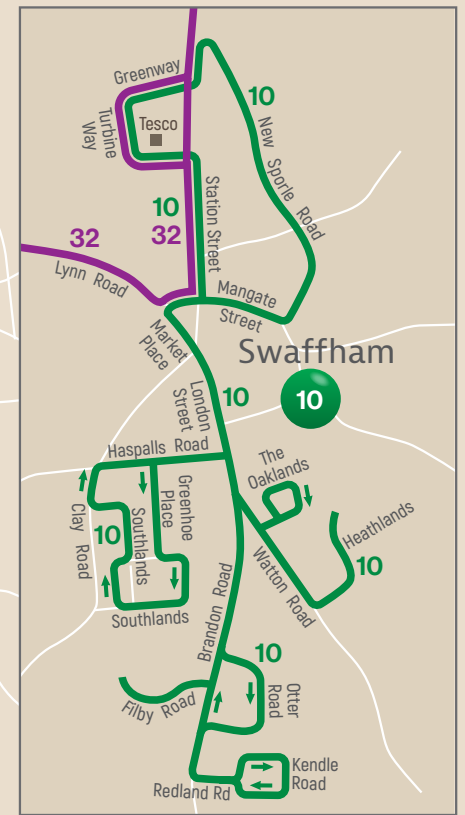 Greenway
Turbine
Way
Tesco
10
New Sporle Road
10
32
Station Street
32
Lynn Road
Mangate
Street
Market
Place
Swaffham
10
London
Street
10
Haspalls Road
The
Oaklands
Greenhoe
Place
Clay Road
10
Southlands
Heathlands
10
Watton Road
Southlands
Brandon Road
10
Otter
Road
Filby Road
Kendle
Road
Redland Rd